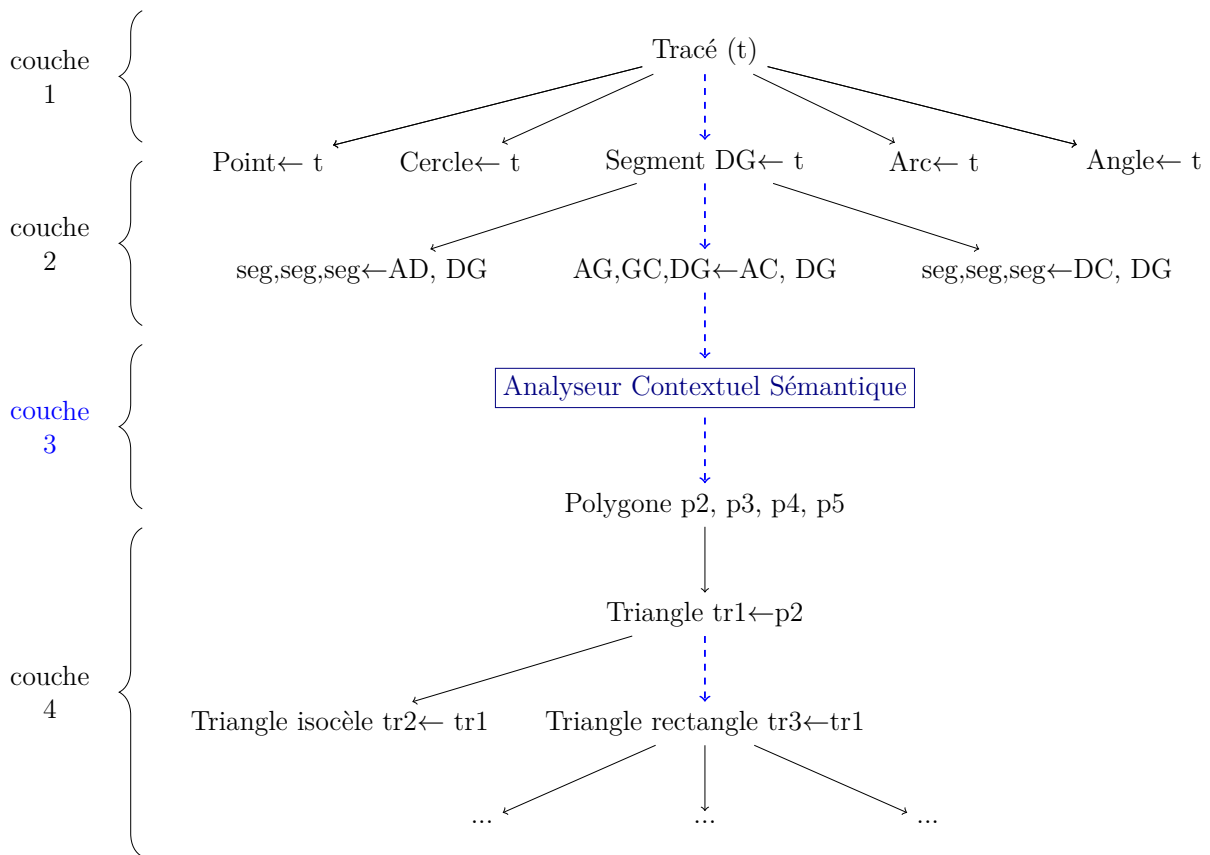 Tracé (t)
couche
1
Point← t
Cercle← t
Segment DG← t
Arc← t
Angle← t
couche
2
seg,seg,seg←AD, DG
AG,GC,DG←AC, DG
seg,seg,seg←DC, DG
Analyseur Contextuel Sémantique
couche
3
Polygone p2, p3, p4, p5
Triangle tr1←p2
couche
4
Triangle isocèle tr2← tr1
Triangle rectangle tr3←tr1
...
...
...